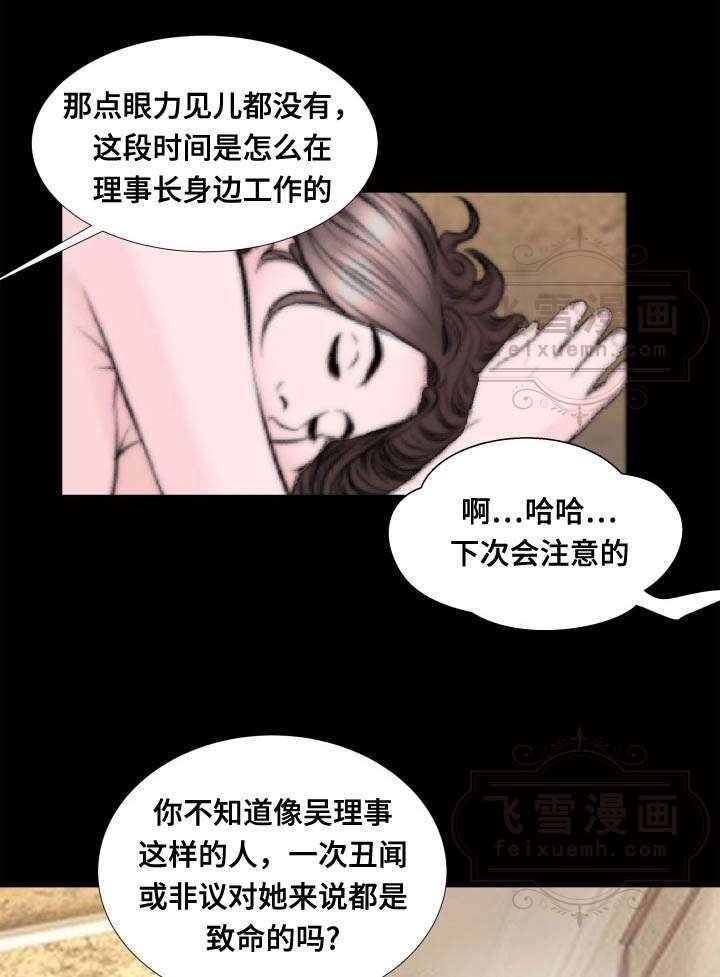 那点眼力见儿都没有，
这段时间是怎么在
理事长身边工作的
飞雪漫画
feixuemh.com
啊...哈哈...
下次会注意的
你不知道像吴理事
这样的人，一次丑闻
或非议对她来说都是
致命的吗?
飞雪漫画
feixuemh.com